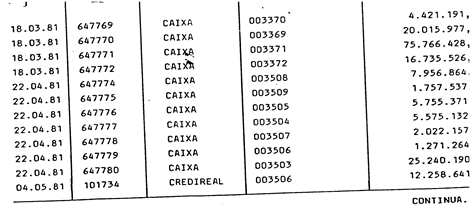 18.03.81 647769 CAIXA 003370 4.421.191,
18.03.81 647770 CAIXA 003369 20.015.977,
18.03.81 647771 CAIXA 003371 75.766.428,
18.03.81 647772 CAIXA 003372 16.735.526,
22.04.81 647774 CAIXA 003508 7.956.864
22.04.81 647775 CAIXA 003509 1.757.537
22.04.81 647776 CAIXA 003505 5.755.371
22.04.81 647777 CAIXA 003504 5.575.132
22.04.81 647778 CAIXA 003507 2.022.157
22.04.81 647779 CAIXA 003506 1.271.264
22.04.81 647780 CAIXA 003503 25.240.190
04.05.81 101734 CREDIREAL 003506 12.258.641
CONTINUA.